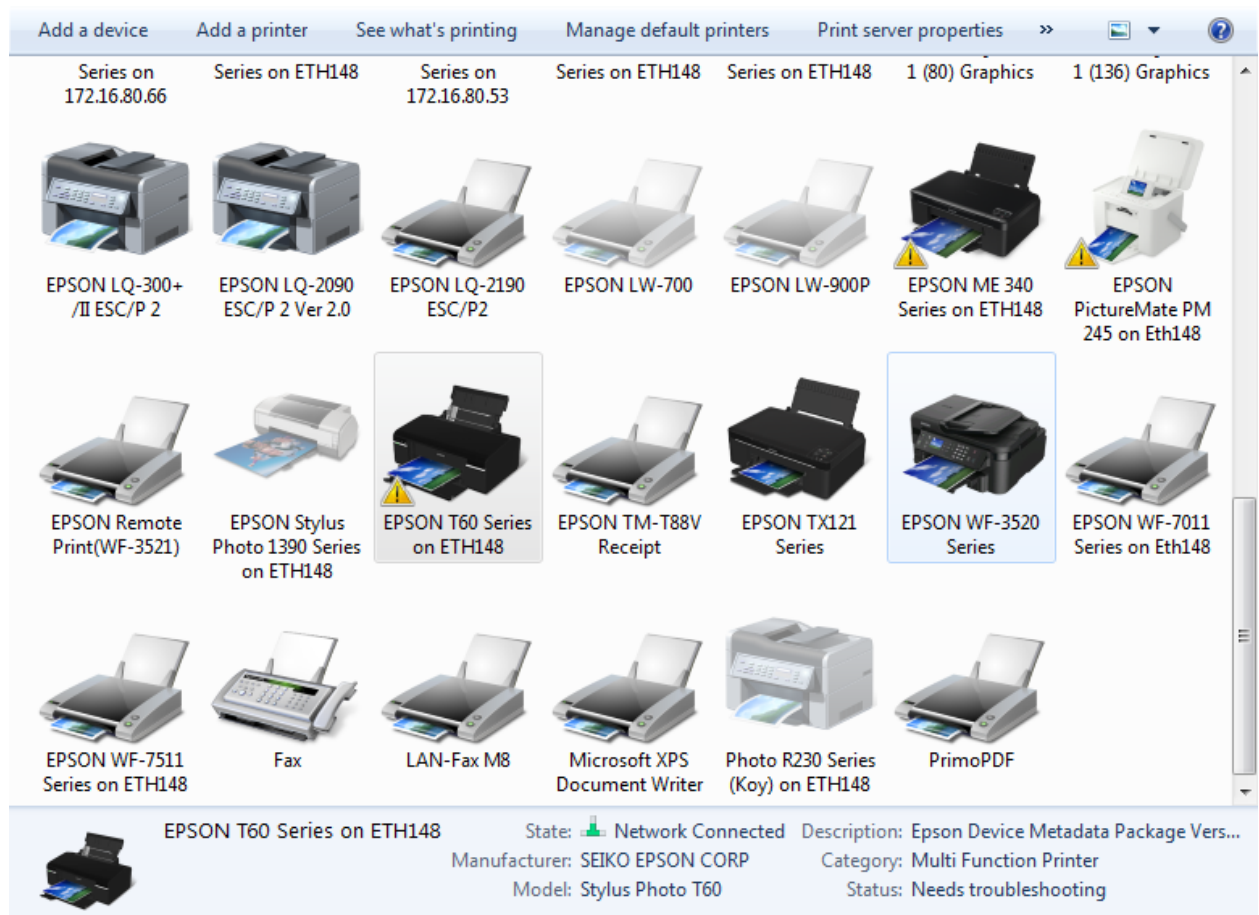 Add a device Add a printer See what's printing Manage default printers Print server properties »
Series on Series on ETH148 Series on Series on ETH148 Series on ETH148 1 (80) Graphics 1 (136) Graphics
172.16.80.66 172.16.80.53
EPSON LQ-300+ EPSON LQ-2090 EPSON LQ-2190 EPSON LW-700 EPSON LW-900P EPSON ME 340 EPSON
/II ESC/P 2 ESC/P 2 Ver 2.0 ESC/P2 Series on ETH148 PictureMate PM
245 on Eth148
EPSON Remote EPSON Stylus EPSON T60 Series EPSON TM-T88V EPSON TX121 EPSON WF-3520 EPSON WF-7011
Print(WF-3521) Photo 1390 Series on ETH148 Receipt Series Series Series on Eth148
on ETH148
EPSON WF-7511 Fax LAN-Fax M8 Microsoft XPS Photo R230 Series PrimoPDF
Series on ETH148 Document Writer (Koy) on ETH148
EPSON T60 Series on ETH148 State: Network Connected Description: Epson Device Metadata Package Vers...
Manufacturer: SEIKO EPSON CORP Category: Multi Function Printer
Model: Stylus Photo T60 Status: Needs troubleshooting